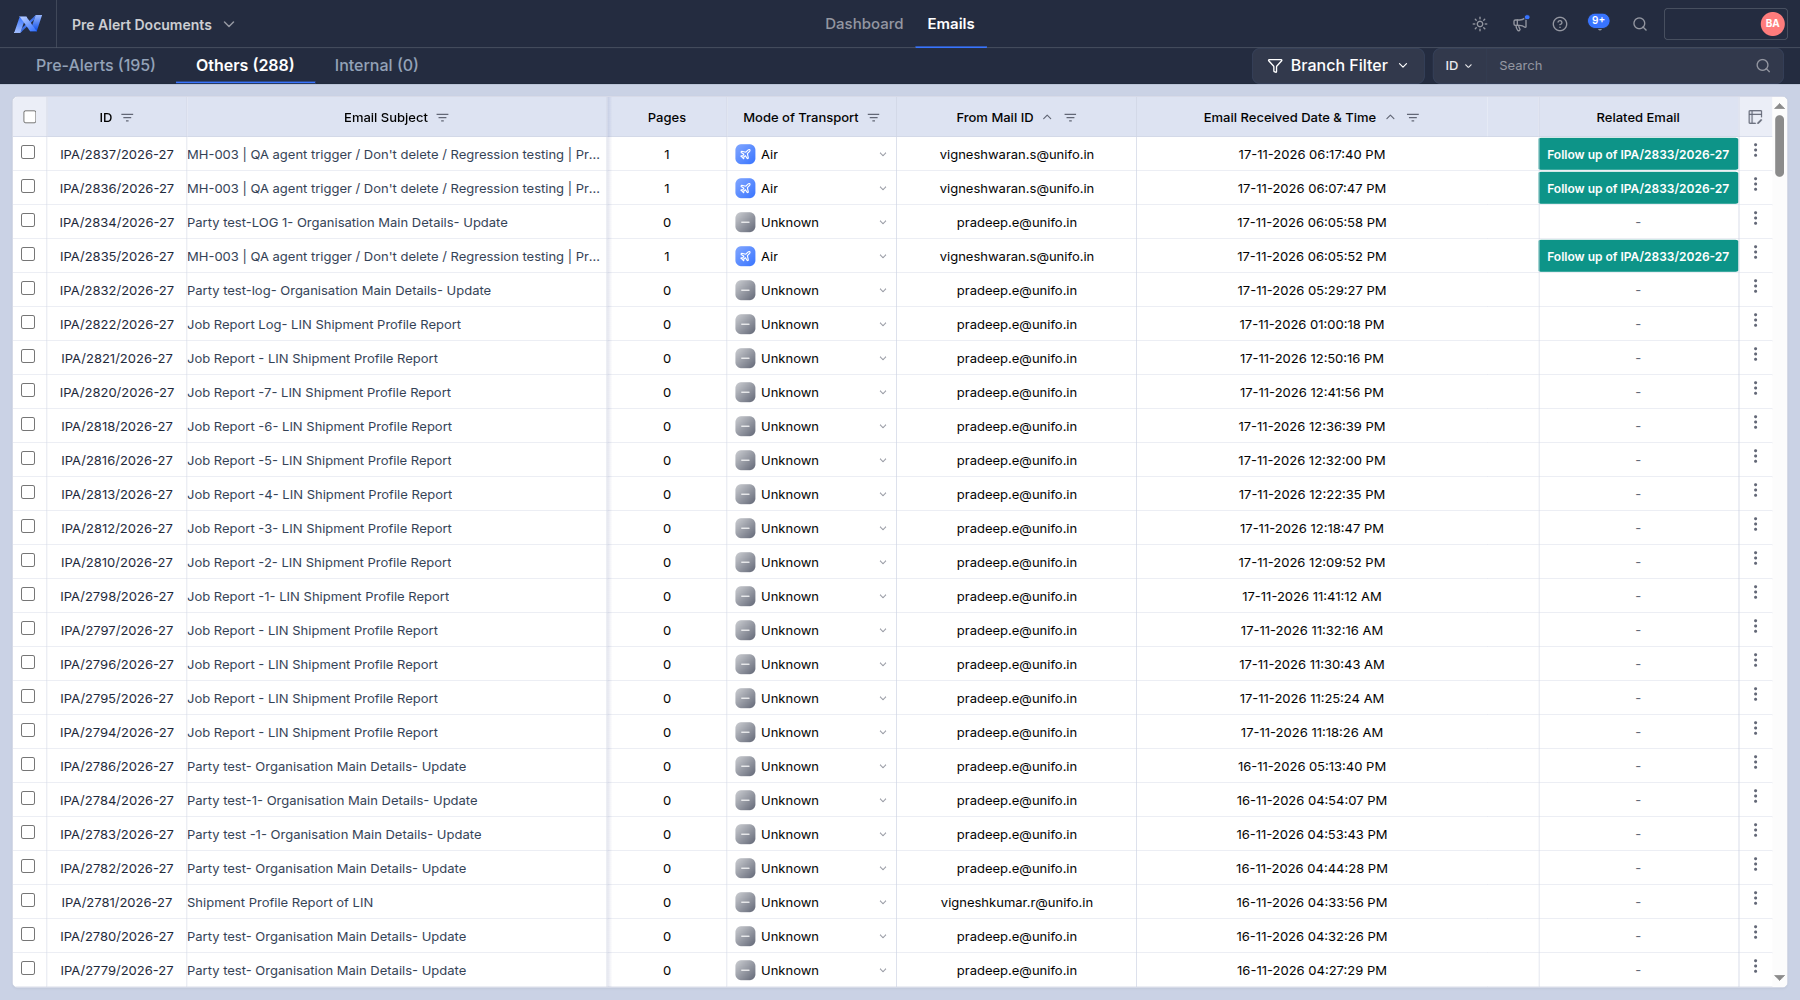 Pre Alert Documents
Dashboard Emails
9+
BA
Pre-Alerts (195) Others (288) Internal (0)
Branch Filter ID Search
ID Email Subject Pages Mode of Transport From Mail ID Email Received Date & Time Related Email
IPA/2837/2026-27 MH-003 | QA agent trigger / Don't delete / Regression testing | Pr... 1 Air vigneshwaran.s@unifo.in 17-11-2026 06:17:40 PM Follow up of IPA/2833/2026-27
IPA/2836/2026-27 MH-003 | QA agent trigger / Don't delete / Regression testing | Pr... 1 Air vigneshwaran.s@unifo.in 17-11-2026 06:07:47 PM Follow up of IPA/2833/2026-27
IPA/2834/2026-27 Party test-LOG 1- Organisation Main Details- Update 0 Unknown pradeep.e@unifo.in 17-11-2026 06:05:58 PM -
IPA/2835/2026-27 MH-003 | QA agent trigger / Don't delete / Regression testing | Pr... 1 Air vigneshwaran.s@unifo.in 17-11-2026 06:05:52 PM Follow up of IPA/2833/2026-27
IPA/2832/2026-27 Party test-log- Organisation Main Details- Update 0 Unknown pradeep.e@unifo.in 17-11-2026 05:29:27 PM -
IPA/2822/2026-27 Job Report Log- LIN Shipment Profile Report 0 Unknown pradeep.e@unifo.in 17-11-2026 01:00:18 PM -
IPA/2821/2026-27 Job Report - LIN Shipment Profile Report 0 Unknown pradeep.e@unifo.in 17-11-2026 12:50:16 PM -
IPA/2820/2026-27 Job Report -7- LIN Shipment Profile Report 0 Unknown pradeep.e@unifo.in 17-11-2026 12:41:56 PM -
IPA/2818/2026-27 Job Report -6- LIN Shipment Profile Report 0 Unknown pradeep.e@unifo.in 17-11-2026 12:36:39 PM -
IPA/2816/2026-27 Job Report -5- LIN Shipment Profile Report 0 Unknown pradeep.e@unifo.in 17-11-2026 12:32:00 PM -
IPA/2813/2026-27 Job Report -4- LIN Shipment Profile Report 0 Unknown pradeep.e@unifo.in 17-11-2026 12:22:35 PM -
IPA/2812/2026-27 Job Report -3- LIN Shipment Profile Report 0 Unknown pradeep.e@unifo.in 17-11-2026 12:18:47 PM -
IPA/2810/2026-27 Job Report -2- LIN Shipment Profile Report 0 Unknown pradeep.e@unifo.in 17-11-2026 12:09:52 PM -
IPA/2798/2026-27 Job Report -1- LIN Shipment Profile Report 0 Unknown pradeep.e@unifo.in 17-11-2026 11:41:12 AM -
IPA/2797/2026-27 Job Report - LIN Shipment Profile Report 0 Unknown pradeep.e@unifo.in 17-11-2026 11:32:16 AM -
IPA/2796/2026-27 Job Report - LIN Shipment Profile Report 0 Unknown pradeep.e@unifo.in 17-11-2026 11:30:43 AM -
IPA/2795/2026-27 Job Report - LIN Shipment Profile Report 0 Unknown pradeep.e@unifo.in 17-11-2026 11:25:24 AM -
IPA/2794/2026-27 Job Report - LIN Shipment Profile Report 0 Unknown pradeep.e@unifo.in 17-11-2026 11:18:26 AM -
IPA/2786/2026-27 Party test- Organisation Main Details- Update 0 Unknown pradeep.e@unifo.in 16-11-2026 05:13:40 PM -
IPA/2784/2026-27 Party test-1- Organisation Main Details- Update 0 Unknown pradeep.e@unifo.in 16-11-2026 04:54:07 PM -
IPA/2783/2026-27 Party test -1- Organisation Main Details- Update 0 Unknown pradeep.e@unifo.in 16-11-2026 04:53:43 PM -
IPA/2782/2026-27 Party test- Organisation Main Details- Update 0 Unknown pradeep.e@unifo.in 16-11-2026 04:44:28 PM -
IPA/2781/2026-27 Shipment Profile Report of LIN 0 Unknown vigneshkumar.r@unifo.in 16-11-2026 04:33:56 PM -
IPA/2780/2026-27 Party test- Organisation Main Details- Update 0 Unknown pradeep.e@unifo.in 16-11-2026 04:32:26 PM -
IPA/2779/2026-27 Party test- Organisation Main Details- Update 0 Unknown pradeep.e@unifo.in 16-11-2026 04:27:29 PM -